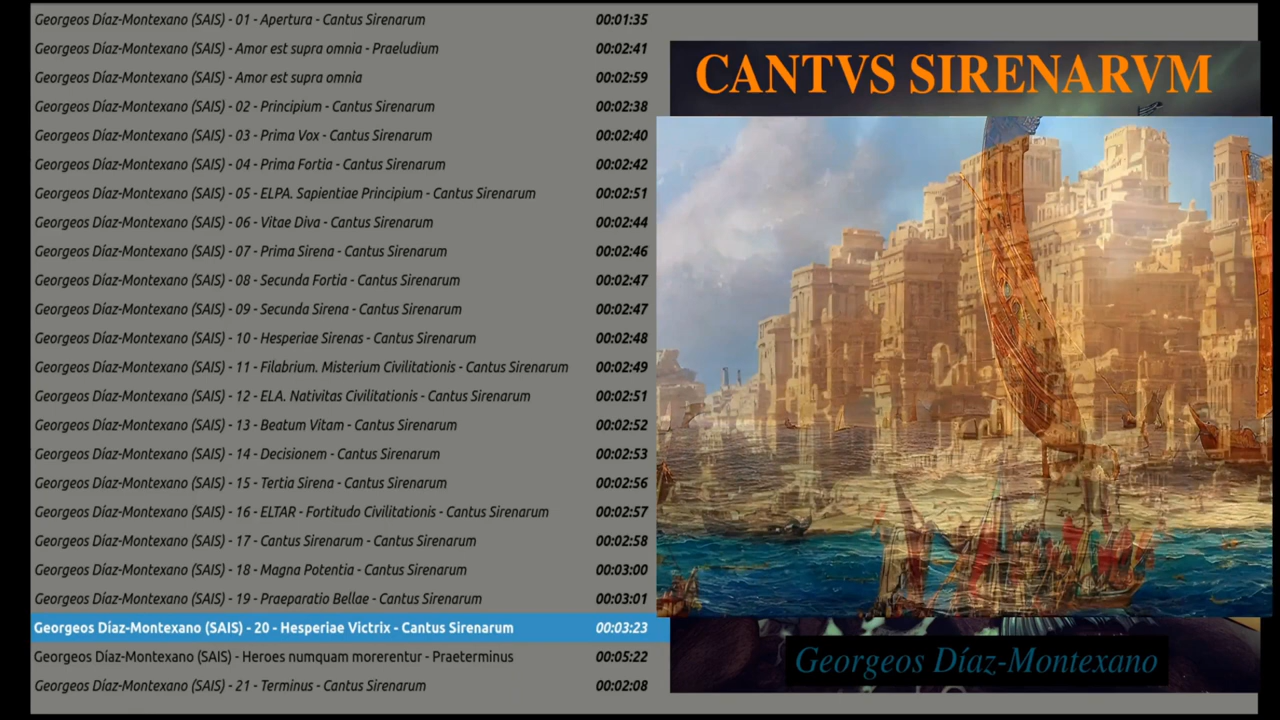 Georgeos Díaz-Montexano (SAIS) - 01 - Apertura - Cantus Sirenarum 00:01:35
Georgeos Díaz-Montexano (SAIS) - Amor est supra omnia - Praeludium 00:02:41
Georgeos Díaz-Montexano (SAIS) - Amor est supra omnia 00:02:59
Georgeos Díaz-Montexano (SAIS) - 02 - Principium - Cantus Sirenarum 00:02:38
Georgeos Díaz-Montexano (SAIS) - 03 - Prima Vox - Cantus Sirenarum 00:02:40
Georgeos Díaz-Montexano (SAIS) - 04 - Prima Fortia - Cantus Sirenarum 00:02:42
Georgeos Díaz-Montexano (SAIS) - 05 - ELPA. Sapientiae Principium - Cantus Sirenarum 00:02:51
Georgeos Díaz-Montexano (SAIS) - 06 - Vitae Diva - Cantus Sirenarum 00:02:44
Georgeos Díaz-Montexano (SAIS) - 07 - Prima Sirena - Cantus Sirenarum 00:02:46
Georgeos Díaz-Montexano (SAIS) - 08 - Secunda Fortia - Cantus Sirenarum 00:02:47
Georgeos Díaz-Montexano (SAIS) - 09 - Secunda Sirena - Cantus Sirenarum 00:02:47
Georgeos Díaz-Montexano (SAIS) - 10 - Hesperiae Sirenas - Cantus Sirenarum 00:02:48
Georgeos Díaz-Montexano (SAIS) - 11 - Filabrium. Misterium Civilitationis - Cantus Sirenarum 00:02:49
Georgeos Díaz-Montexano (SAIS) - 12 - ELA. Nativitas Civilitationis - Cantus Sirenarum 00:02:51
Georgeos Díaz-Montexano (SAIS) - 13 - Beatum Vitam - Cantus Sirenarum 00:02:52
Georgeos Díaz-Montexano (SAIS) - 14 - Decisionem - Cantus Sirenarum 00:02:53
Georgeos Díaz-Montexano (SAIS) - 15 - Tertia Sirena - Cantus Sirenarum 00:02:56
Georgeos Díaz-Montexano (SAIS) - 16 - ELTAR - Fortitudo Civilitationis - Cantus Sirenarum 00:02:57
Georgeos Díaz-Montexano (SAIS) - 17 - Cantus Sirenarum - Cantus Sirenarum 00:02:58
Georgeos Díaz-Montexano (SAIS) - 18 - Magna Potentia - Cantus Sirenarum 00:03:00
Georgeos Díaz-Montexano (SAIS) - 19 - Praeparatio Bellae - Cantus Sirenarum 00:03:01
Georgeos Díaz-Montexano (SAIS) - 20 - Hesperiae Victrix - Cantus Sirenarum 00:03:23
Georgeos Díaz-Montexano (SAIS) - Heroes numquam morerentur - Praeterminus 00:05:22
Georgeos Díaz-Montexano (SAIS) - 21 - Terminus - Cantus Sirenarum 00:02:08
CANTVS SIRENARVM
Georgeos Díaz-Montexano